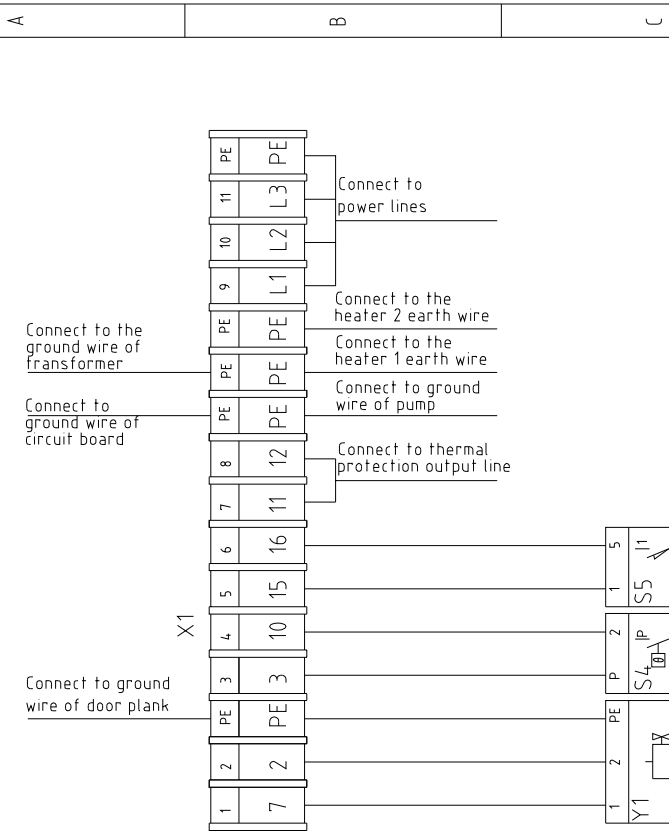 A
B
C
PE PE
11 L3
10 L2
9 L1
PE PE
PE PE
PE PE
8 12
7 11
6 16
5 15
4 10
3 3
PE PE
2 2
1 7
X1
Connect to
power lines
Connect to the
heater 2 earth wire
Connect to the
heater 1 earth wire
Connect to ground
wire of pump
Connect to thermal
protection output line
Connect to the
ground wire of
fransformer
Connect to
ground wire of
circuit board
Connect to ground
wire of door plank
5 I1
1 S5
2 IP
P S4
θ
PE
2
1 Y1